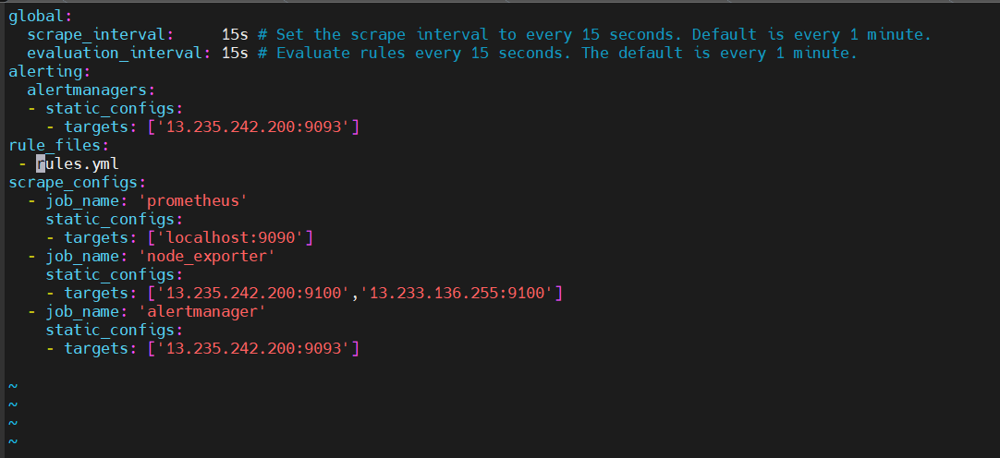 global:
  scrape_interval:     15s # Set the scrape interval to every 15 seconds. Default is every 1 minute.
  evaluation_interval: 15s # Evaluate rules every 15 seconds. The default is every 1 minute.
alerting:
  alertmanagers:
  - static_configs:
    - targets: ['13.235.242.200:9093']
rule_files:
 - rules.yml
scrape_configs:
  - job_name: 'prometheus'
    static_configs:
    - targets: ['localhost:9090']
  - job_name: 'node_exporter'
    static_configs:
    - targets: ['13.235.242.200:9100','13.233.136.255:9100']
  - job_name: 'alertmanager'
    static_configs:
    - targets: ['13.235.242.200:9093']
~
~
~
~